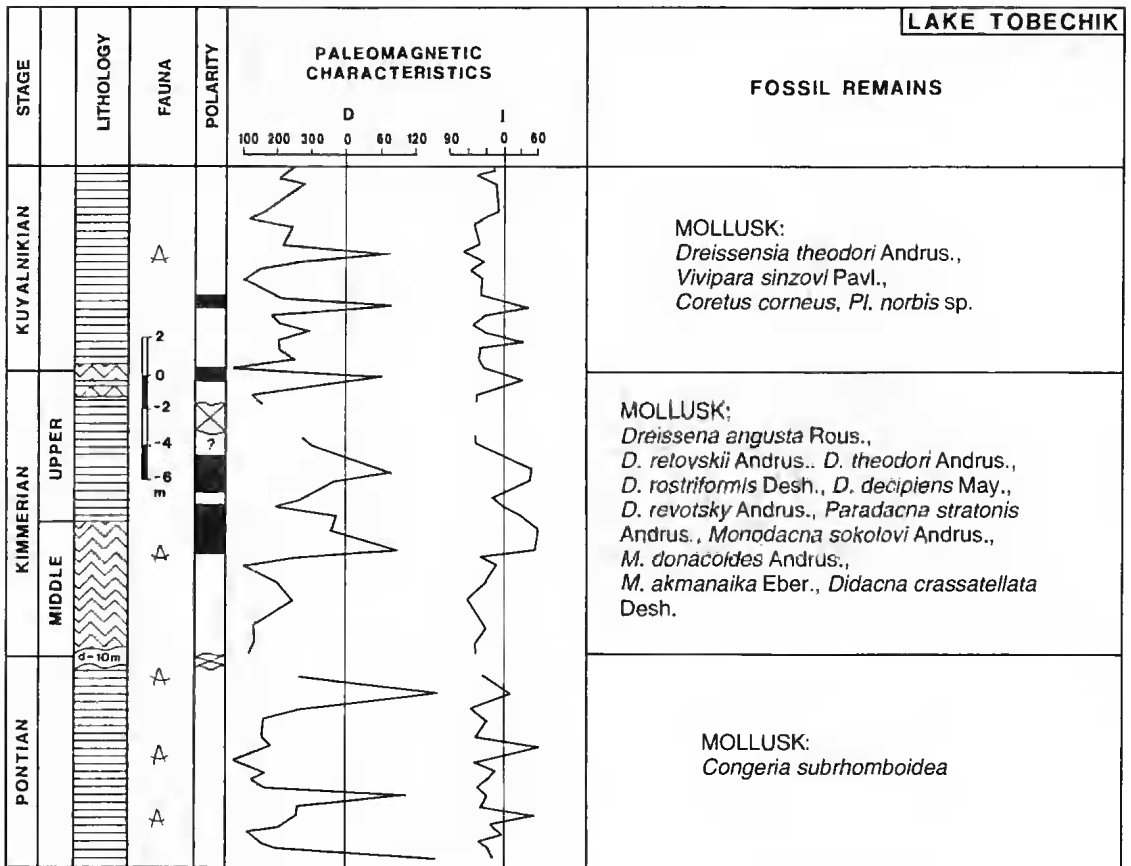 LAKE TOBECHIK
STAGE
LITHOLOGY
FAUNA
POLARITY
PALEOMAGNETIC
CHARACTERISTICS
D
I
100 200 300 0 60 120 90 0 60
FOSSIL REMAINS
KUYALNIKIAN
MOLLUSK:
Dreissensia theodori Andrus.,
Vivipara sinzovi Pavl.,
Coretus corneus, Pl. norbis sp.
2
0
-2
-4
-6
m
?
KIMMERIAN
UPPER
MIDDLE
MOLLUSK:
Dreissena angusta Rous.,
D. retovskii Andrus.. D. theodori Andrus.,
D. rostriformis Desh., D. decipiens May.,
D. revotsky Andrus., Paradacna stratonis
Andrus., Monodacna sokolovi Andrus.,
M. donacoides Andrus.,
M. akmanaika Eber., Didacna crassatellata
Desh.
d-10m
PONTIAN
MOLLUSK:
Congeria subrhomboidea